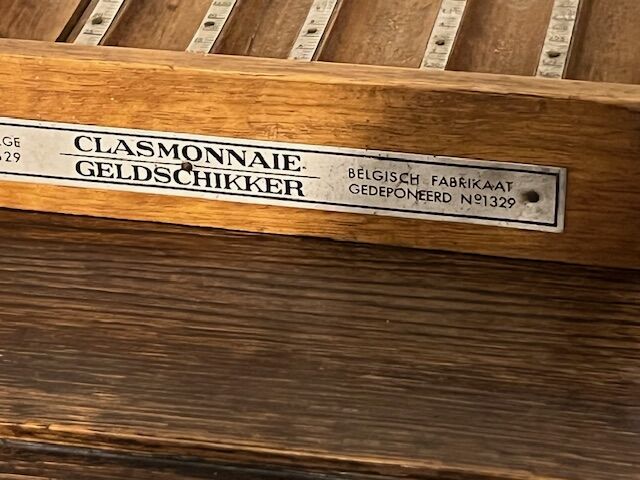 CLASMONNAIE
GELDSCHIKKER
BELGISCH FABRIKAAT
GEDEPONEERD Nº1329